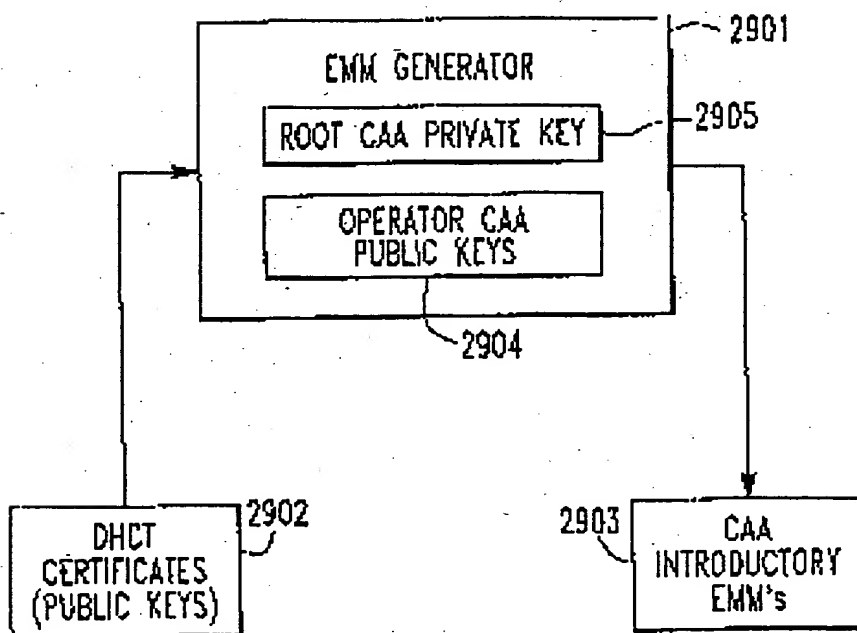 2901
EMM GENERATOR
ROOT CAA PRIVATE KEY
2905
OPERATOR CAA
PUBLIC KEYS
2904
2902
DHCT
CERTIFICATES
(PUBLIC KEYS)
2903
CAA
INTRODUCTORY
EMM's